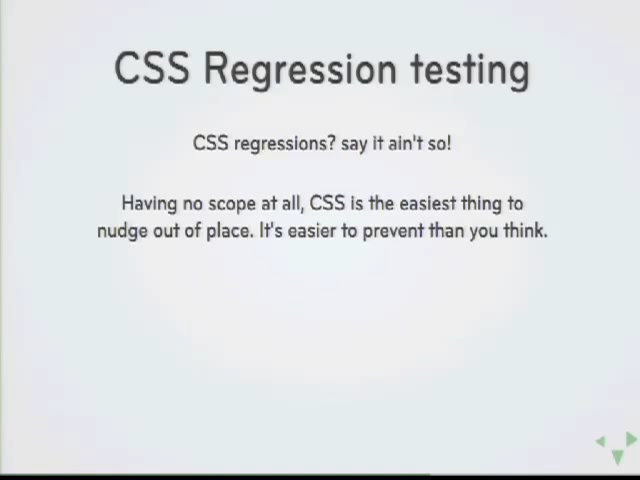 CSS Regression testing
CSS regressions? say it ain't so!
Having no scope at all, CSS is the easiest thing to
nudge out of place. It's easier to prevent than you think.